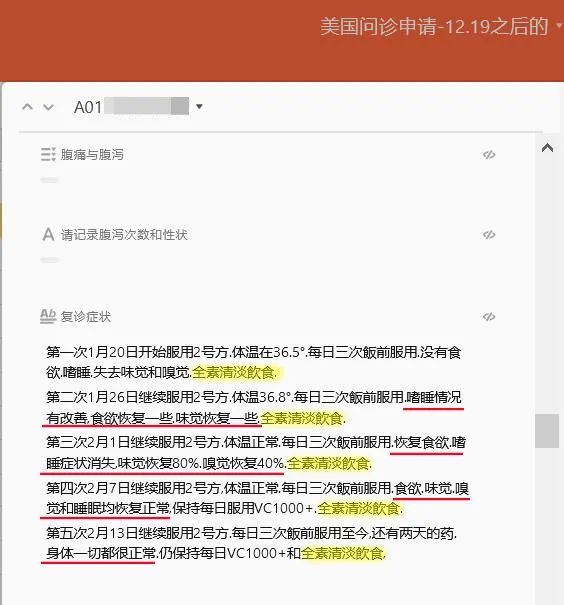 美国问诊申请-12.19之后的
A01
腹痛与腹泻
A 请记录腹泻次数和性状
Ab 复诊症状
第一次1月20日开始服用2号方.体温在36.5°.每日三次飯前服用.没有食
欲.嗜睡.失去味觉和嗅觉.全素清淡飲食.
第二次1月26日继续服用2号方.体温36.8°.每日三次飯前服用.嗜睡情况
有改善,食欲恢复一些.味觉恢复一些.全素清淡飲食.
第三次2月1日继续服用2号方.体温正常.每日三次飯前服用.恢复食欲.嗜
睡症状消失,味觉恢复80%.嗅觉恢复40%.全素清淡飲食.
第四次2月7日继续服用2号方,体温正常.每日三次飯前服用.食欲.味觉,嗅
觉和睡眠均恢复正常,保持每日服用VC1000+.全素清淡飲食.
第五次2月13日继续服用2号方.每日三次飯前服用至今.还有两天的药.
身体一切都很正常.仍保持每日VC1000+和全素清淡飲食,